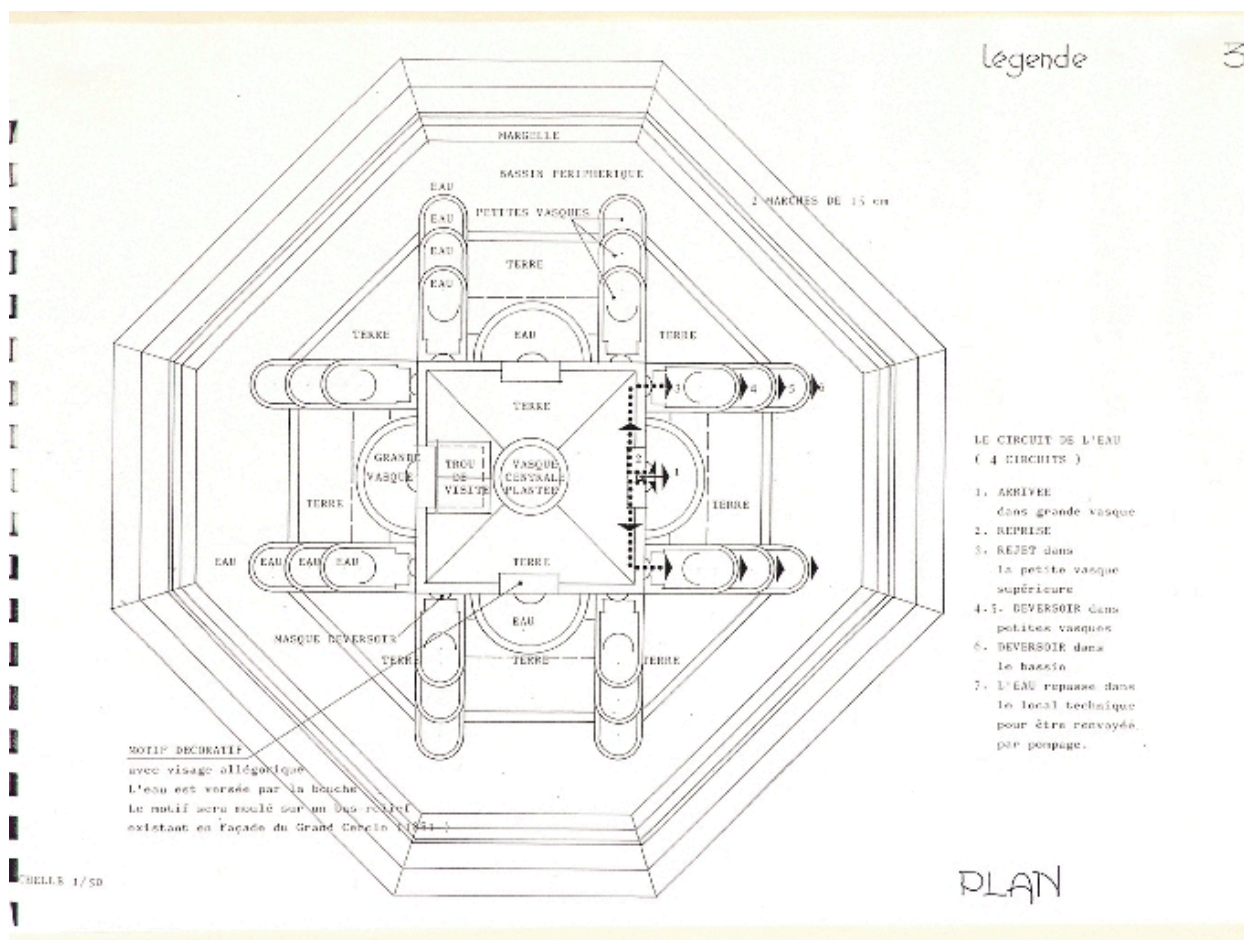 légende
3
MARGELLE
BASSIN PERIPHERIQUE
EAU
2 MARCHES DE 15 cm
EAU
PETITES VASQUES
EAU
TERRE
EAU
TERRE
EAU
TERRE
3
4
5
6
TERRE
LE CIRCUIT DE L'EAU
( 4 CIRCUITS )
GRANDE
VASQUE
TROU
DE
VISITE
VASQUE
CENTRALE
PLANTEE
2
1
TERRE
TERRE
1. ARRIVEE
dans grande vasque
2. REPRISE
3. REJET dans
la petite vasque
supérieure
4.5. DEVERSOIR dans
petites vasques
6. DEVERSOIR dans
le bassin
7. L'EAU repasse dans
le local technique
pour être renvoyée
par pompage.
EAU
EAU
EAU
EAU
TERRE
EAU
MASQUE DEVERSOIR
TERRE
TERRE
TERRE
MOTIF DECORATIF
avec visage allégorique
L'eau est versée par la bouche
Le motif sera moulé sur un bas relief
existant en façade du Grand Cercle
CHELLE 1/50
PLAN